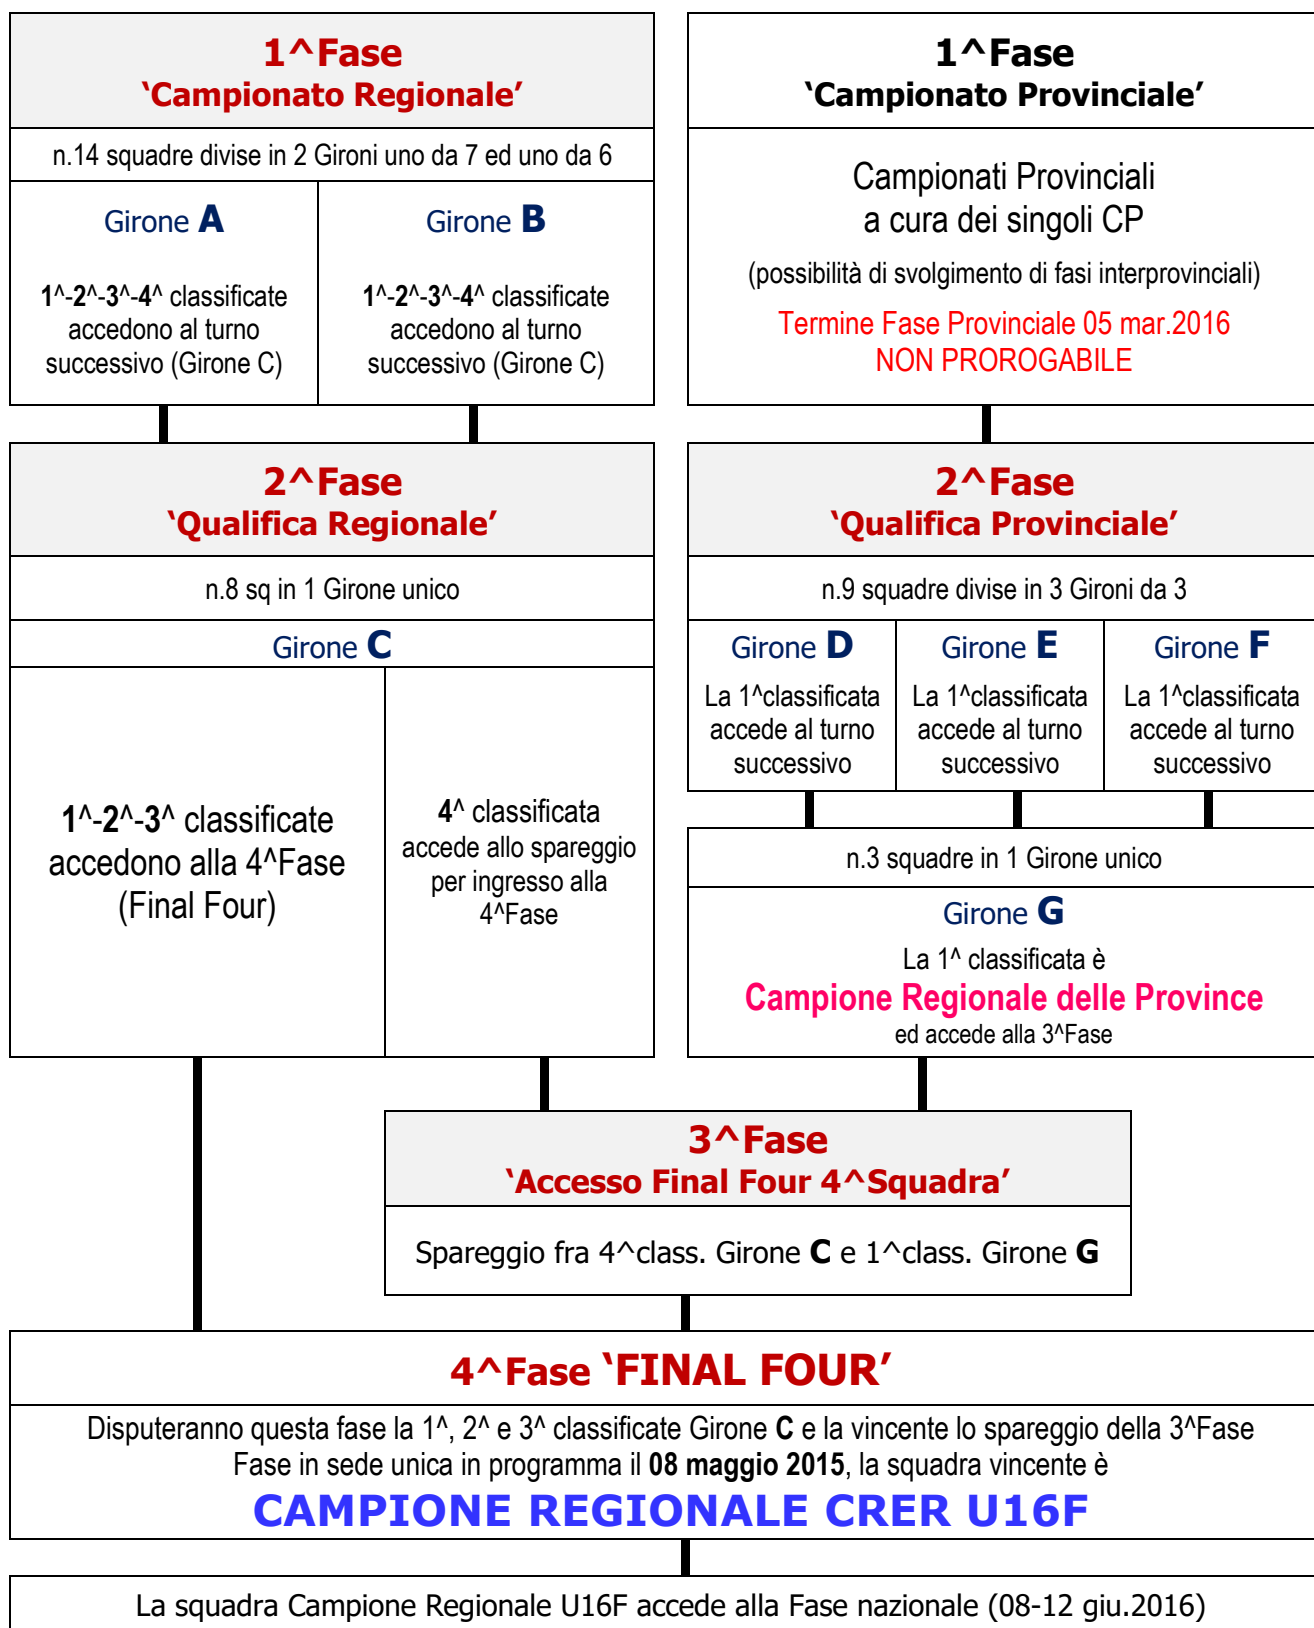 1^Fase
‘Campionato Regionale’
n.14 squadre divise in 2 Gironi uno da 7 ed uno da 6
Girone A
1^-2^-3^-4^ classificate
accedono al turno
successivo (Girone C)
Girone B
1^-2^-3^-4^ classificate
accedono al turno
successivo (Girone C)
1^Fase
‘Campionato Provinciale’
Campionati Provinciali
a cura dei singoli CP
(possibilità di svolgimento di fasi interprovinciali)
Termine Fase Provinciale 05 mar.2016
NON PROROGABILE
2^Fase
‘Qualifica Regionale’
n.8 sq in 1 Girone unico
Girone C
1^-2^-3^ classificate
accedono alla 4^Fase
(Final Four)
4^ classificata
accede allo spareggio
per ingresso alla
4^Fase
2^Fase
‘Qualifica Provinciale’
n.9 squadre divise in 3 Gironi da 3
Girone D
La 1^classificata
accede al turno
successivo
Girone E
La 1^classificata
accede al turno
successivo
Girone F
La 1^classificata
accede al turno
successivo
n.3 squadre in 1 Girone unico
Girone G
La 1^ classificata è
Campione Regionale delle Province
ed accede alla 3^Fase
3^Fase
‘Accesso Final Four 4^Squadra’
Spareggio fra 4^class. Girone C e 1^class. Girone G
4^Fase ‘FINAL FOUR’
Disputeranno questa fase la 1^, 2^ e 3^ classificate Girone C e la vincente lo spareggio della 3^Fase
Fase in sede unica in programma il 08 maggio 2015, la squadra vincente è
CAMPIONE REGIONALE CRER U16F
La squadra Campione Regionale U16F accede alla Fase nazionale (08-12 giu.2016)